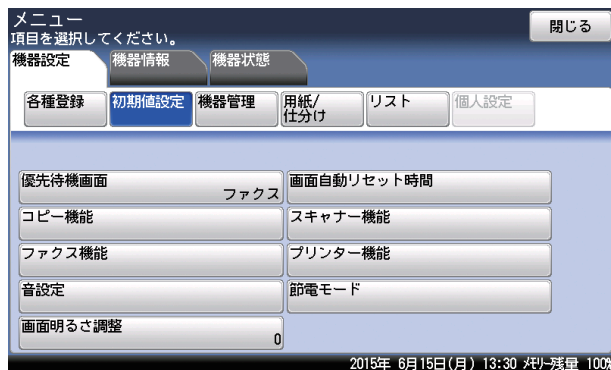 メニュー
項目を選択してください。
閉じる
機器設定 機器情報 機器状態
各種登録 初期値設定 機器管理 用紙/ リスト 個人設定
仕分け
優先待機画面 画面自動リセット時間
ファクス
コピー機能 スキャナー機能
ファクス機能 プリンター機能
音設定 節電モード
画面明るさ調整
0
2015年 6月15日(月) 13:30 メモリー残量 100%